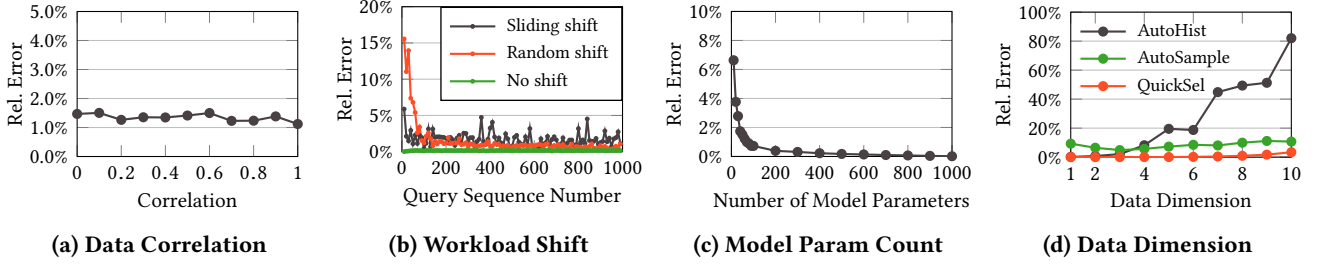 Rel. Error
5.0%
4.0%
3.0%
2.0%
1.0%
0.0%
0 0.2 0.4 0.6 0.8 1
Correlation
(a) Data Correlation
Rel. Error
20%
15%
10%
5%
0%
Sliding shift
Random shift
No shift
0 200 400 600 800 1000
Query Sequence Number
(b) Workload Shift
Rel. Error
10%
8%
6%
4%
2%
0%
0 200 400 600 800 1000
Number of Model Parameters
(c) Model Param Count
Rel. Error
100%
80%
60%
40%
20%
0%
AutoHist
AutoSample
QuickSel
1 2 4 6 8 10
Data Dimension
(d) Data Dimension